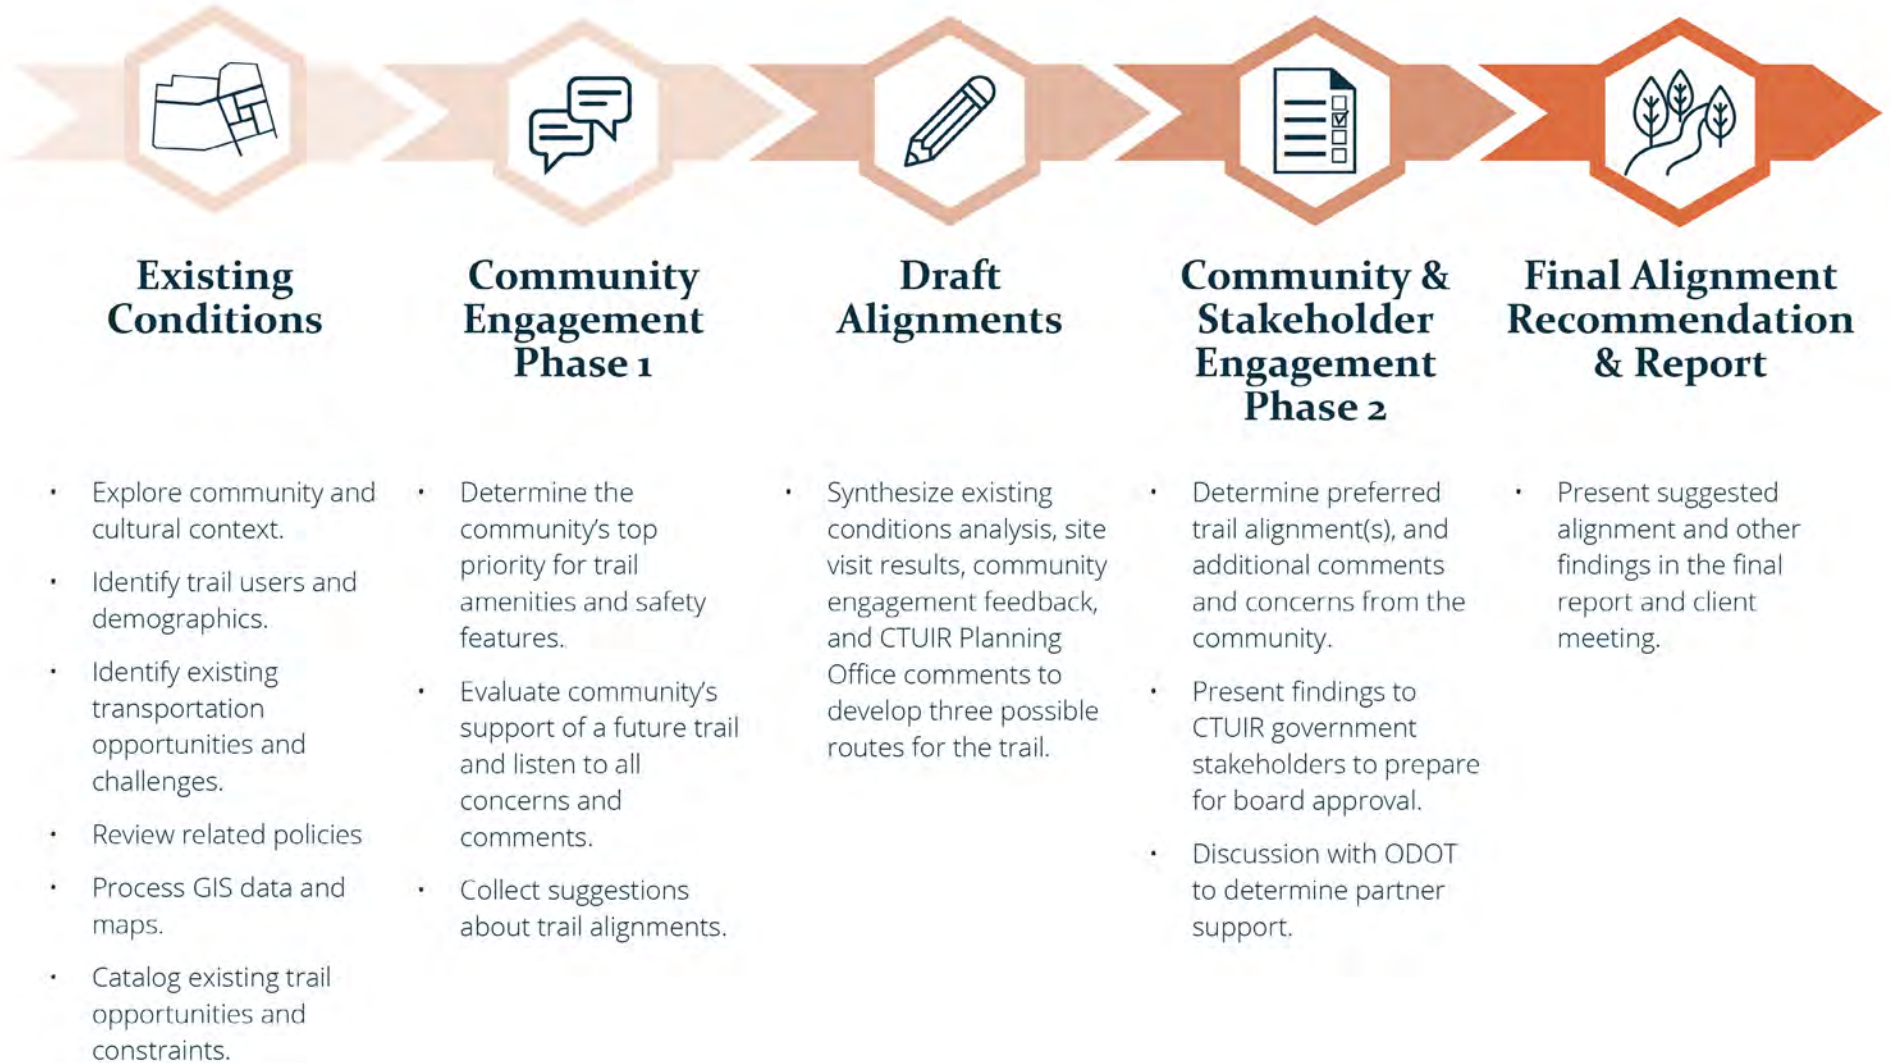 Existing
Conditions
• Explore community and
cultural context.
• Identify trail users and
demographics.
• Identify existing
transportation
opportunities and
challenges.
• Review related policies
• Process GIS data and
maps.
• Catalog existing trail
opportunities and
constraints.
Community
Engagement
Phase 1
• Determine the
community's top
priority for trail
amenities and safety
features.
• Evaluate community's
support of a future trail
and listen to all
concerns and
comments.
• Collect suggestions
about trail alignments.
Draft
Alignments
• Synthesize existing
conditions analysis, site
visit results, community
engagement feedback,
and CTUIR Planning
Office comments to
develop three possible
routes for the trail.
Community &
Stakeholder
Engagement
Phase 2
• Determine preferred
trail alignment(s), and
additional comments
and concerns from the
community.
• Present findings to
CTUIR government
stakeholders to prepare
for board approval.
• Discussion with ODOT
to determine partner
support.
Final Alignment
Recommendation
& Report
• Present suggested
alignment and other
findings in the final
report and client
meeting.